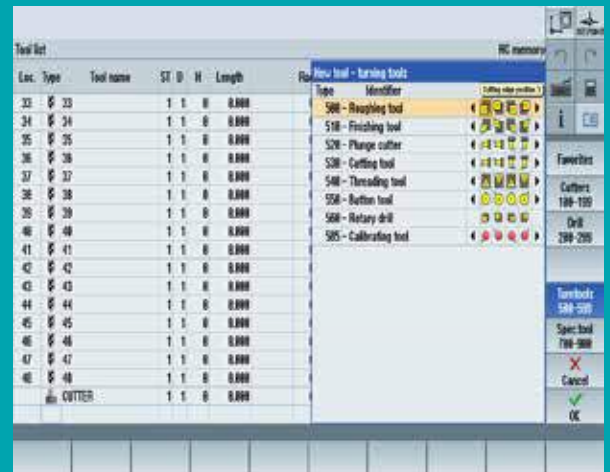 Tool list
NC memory
Loc. Type Tool name ST D H Length
33 33 1 1 0 0.000
34 34 1 1 0 0.000
35 35 1 1 0 0.000
36 36 1 1 0 0.000
37 37 1 1 0 0.000
38 38 1 1 0 0.000
39 39 1 1 0 0.000
40 40 1 1 0 0.000
41 41 1 1 0 0.000
42 42 1 1 0 0.000
43 43 1 1 0 0.000
44 44 1 1 0 0.000
45 45 1 1 0 0.000
46 46 1 1 0 0.000
47 47 1 1 0 0.000
48 48 1 1 0 0.000
CUTTER 1 1 0 0.000
New tool - turning tools
Type Identifier Cutting edge position
500 - Roughing tool
510 - Finishing tool
520 - Plunge cutter
530 - Cutting tool
540 - Threading tool
550 - Button tool
560 - Rotary drill
585 - Calibrating tool
Favorites
Cutters
100-199
Drill
200-299
Turntools
500-599
Spec.tool
700-900
Cancel
OK